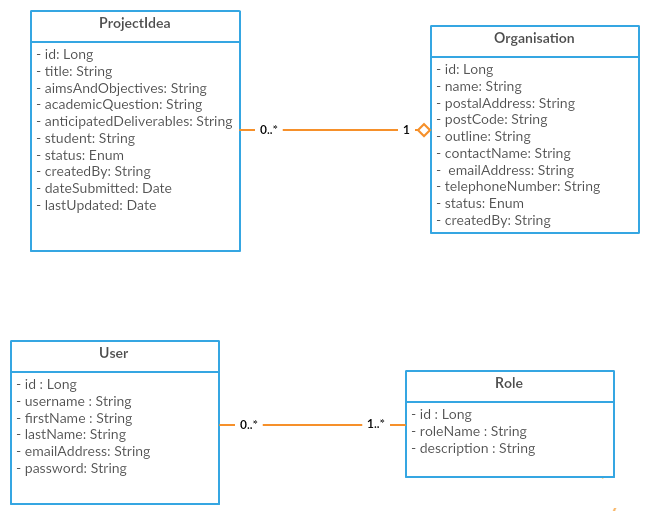 ProjectIdea
- id: Long
- title: String
- aimsAndObjectives: String
- academicQuestion: String
- anticipatedDeliverables: String
- student: String
- status: Enum
- createdBy: String
- dateSubmitted: Date
- lastUpdated: Date
0..*
1
Organisation
- id: Long
- name: String
- postalAddress: String
- postCode: String
- outline: String
- contactName: String
- emailAddress: String
- telephoneNumber: String
- status: Enum
- createdBy: String
User
- id : Long
- username : String
- firstName : String
- lastName: String
- emailAddress: String
- password: String
0..*
1..*
Role
- id : Long
- roleName : String
- description : String